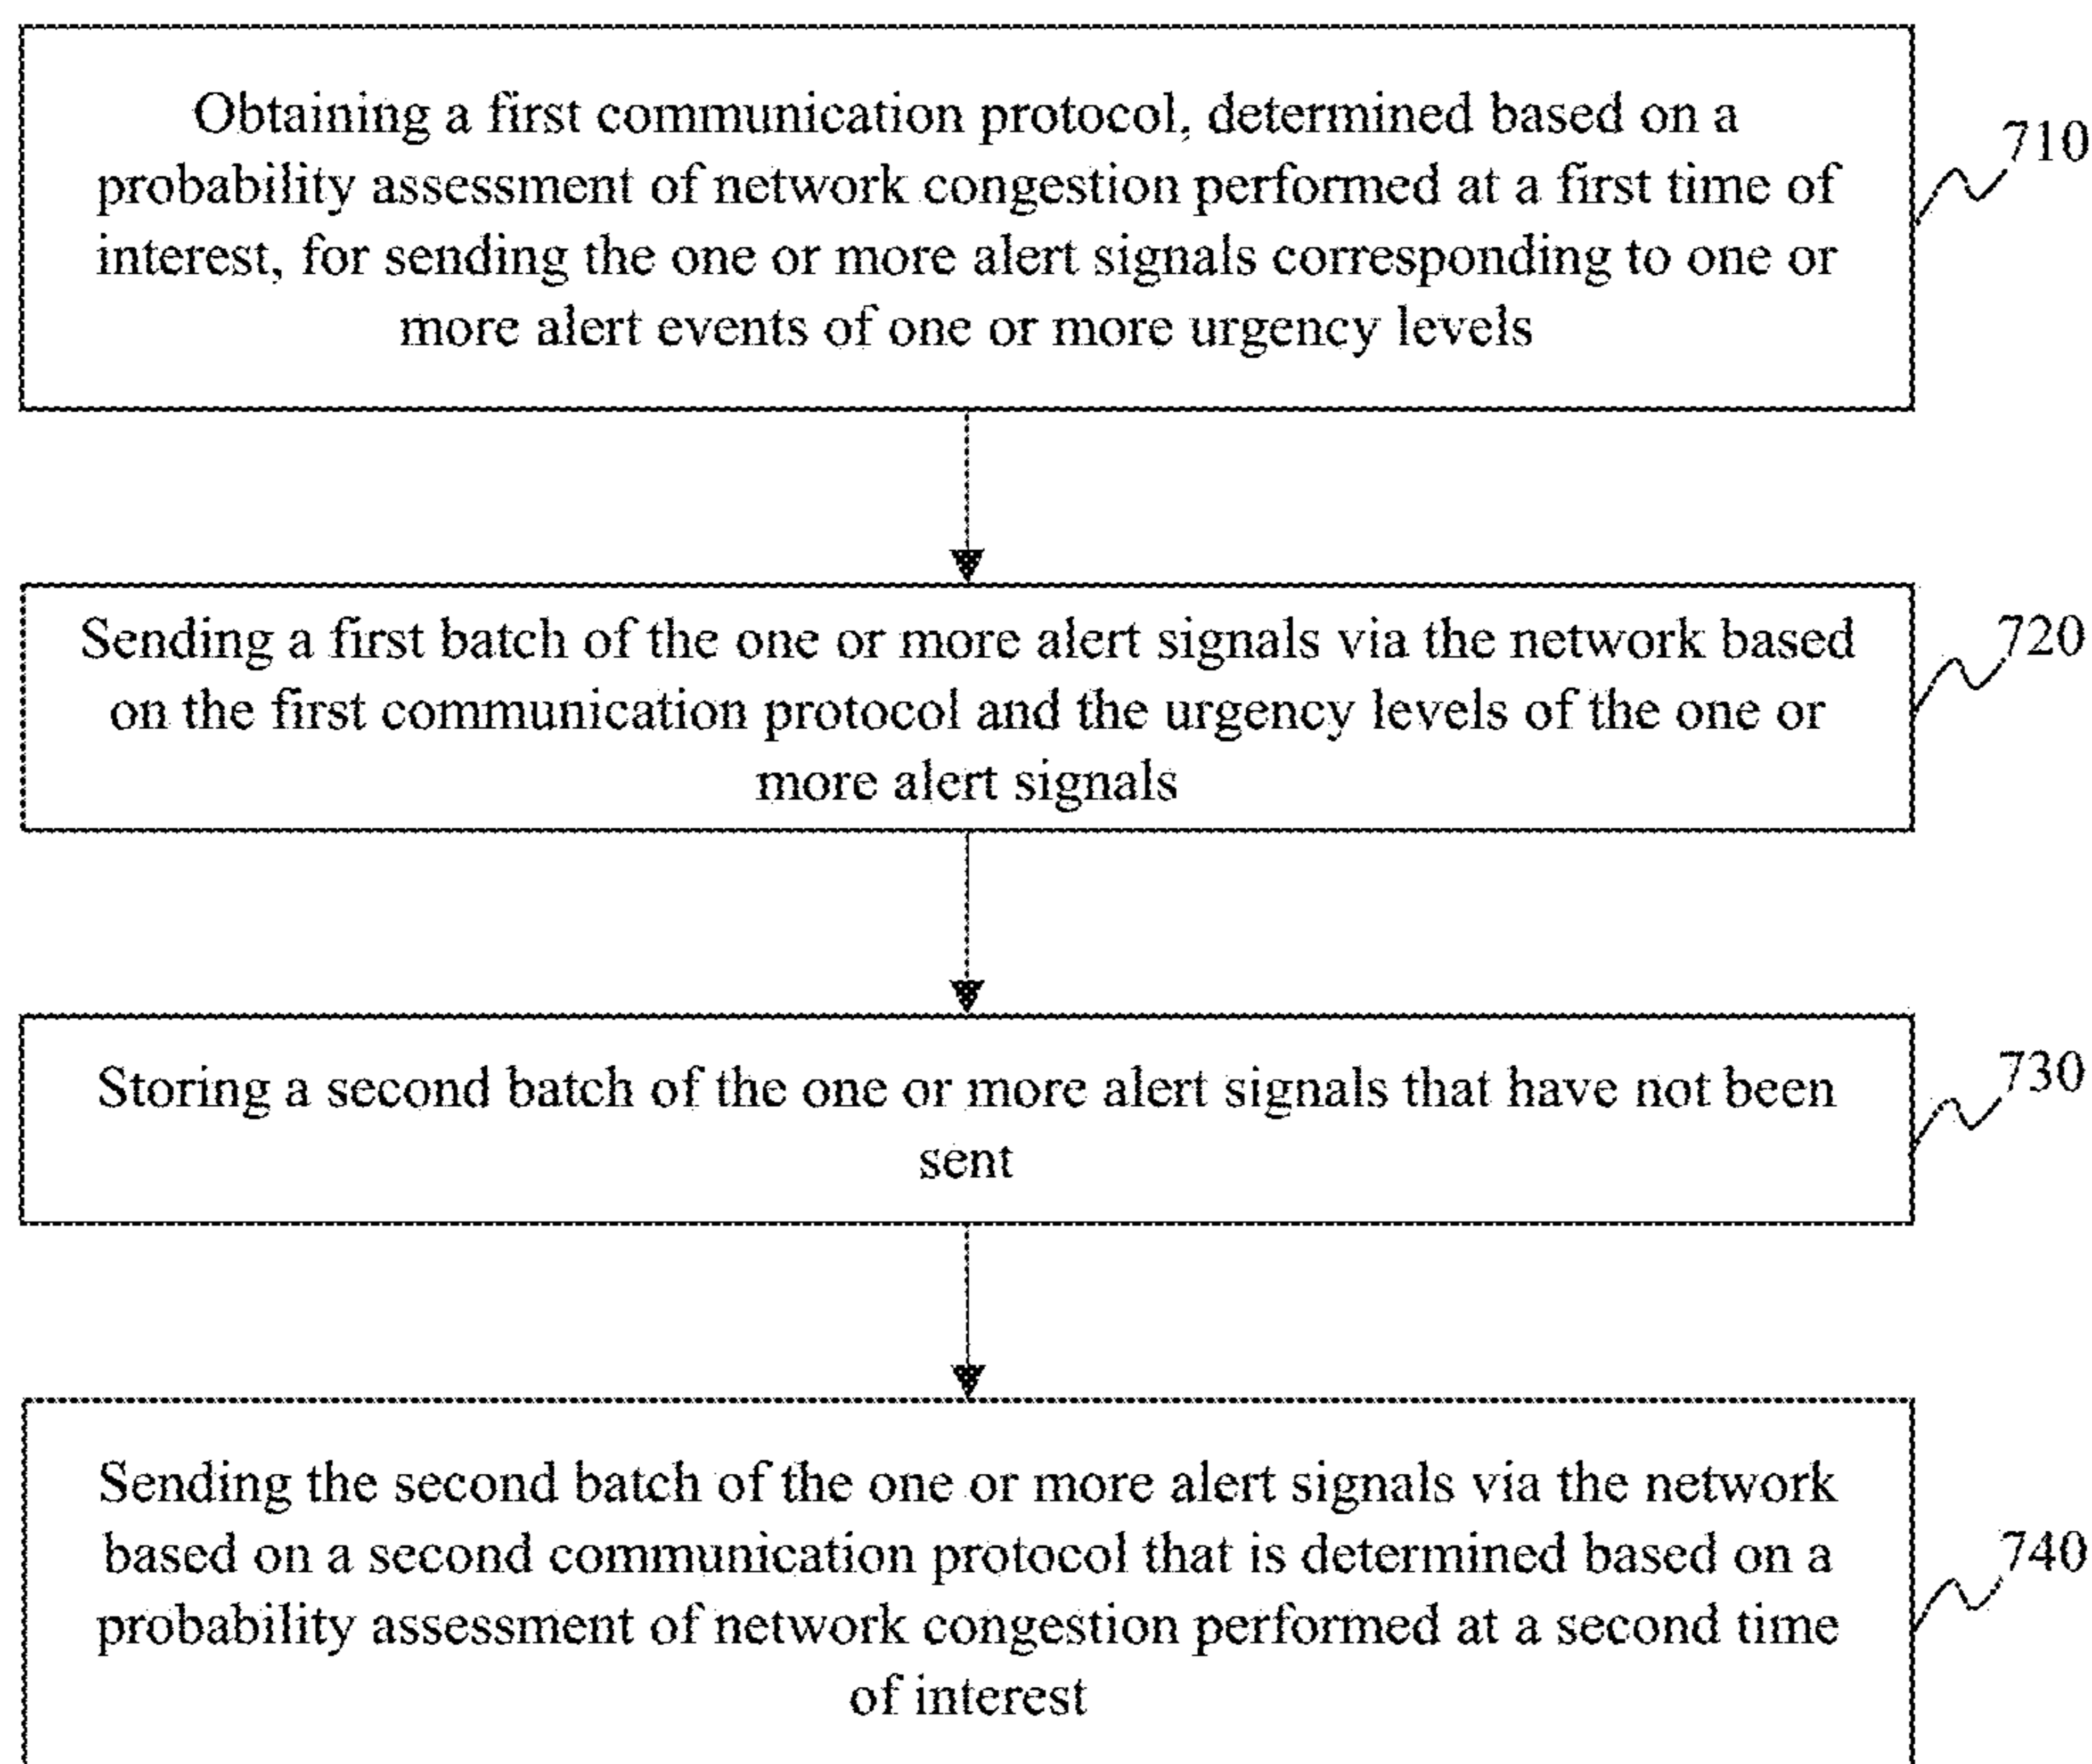 Obtaining a first communication protocol, determined based on a
probability assessment of network congestion performed at a first time of
interest, for sending the one or more alert signals corresponding to one or
more alert events of one or more urgency levels
710
Sending a first batch of the one or more alert signals via the network based
on the first communication protocol and the urgency levels of the one or
more alert signals
720
Storing a second batch of the one or more alert signals that have not been
sent
730
Sending the second batch of the one or more alert signals via the network
based on a second communication protocol that is determined based on a
probability assessment of network congestion performed at a second time
of interest
740